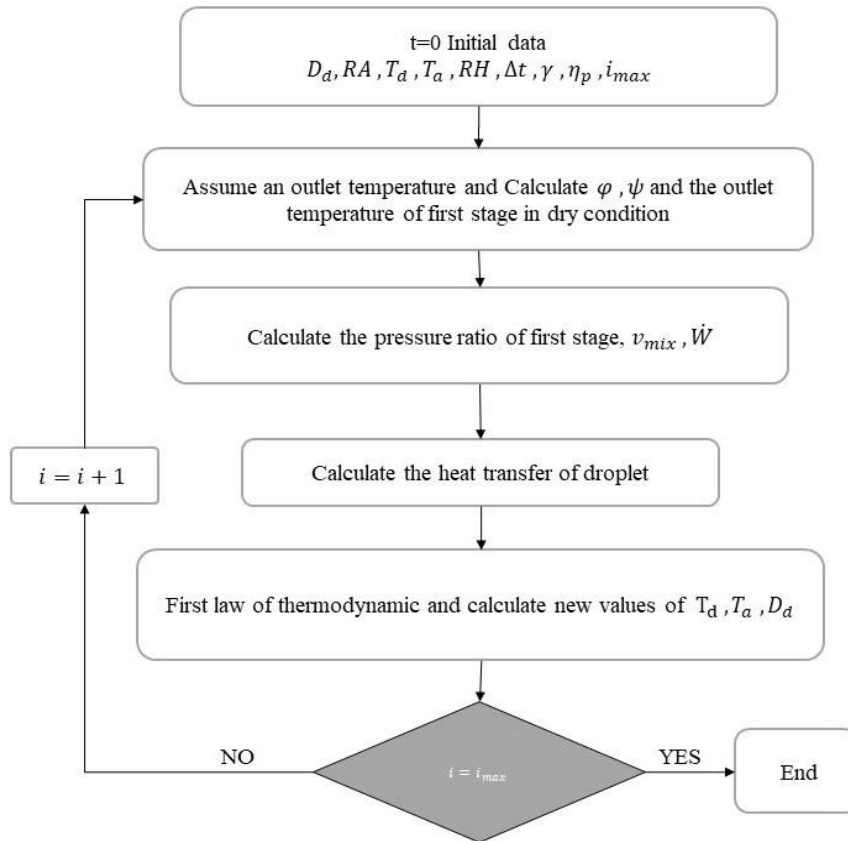 t=0 Initial data
D_d, RA , T_d , T_a , RH , Δt , γ , η_p , i_max
Assume an outlet temperature and Calculate φ , ψ and the outlet
temperature of first stage in dry condition
Calculate the pressure ratio of first stage, v_mix , Ẇ
i = i + 1
Calculate the heat transfer of droplet
First law of thermodynamic and calculate new values of T_d , T_a , D_d
NO
i = i_max
YES
End